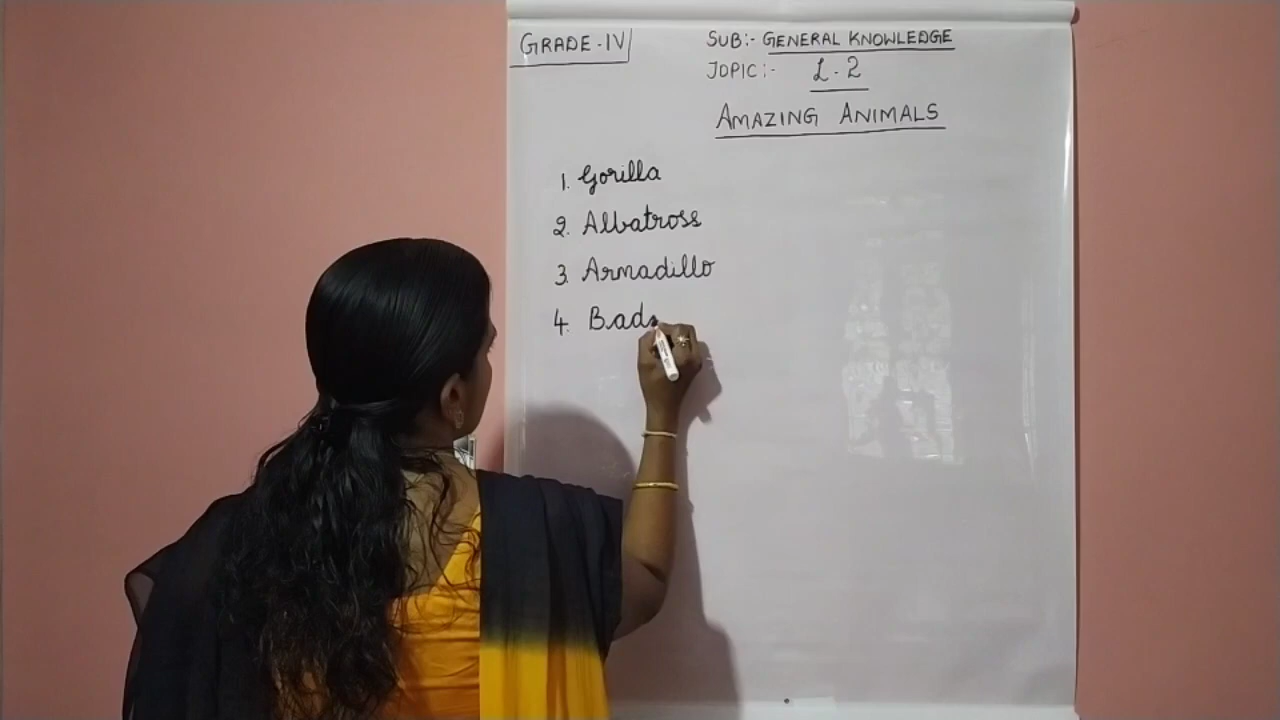 GRADE-IV
SUB:- GENERAL KNOWLEDGE
TOPIC:- L-2
AMAZING ANIMALS
1. Gorilla
2. Albatross
3. Armadillo
4. Bad